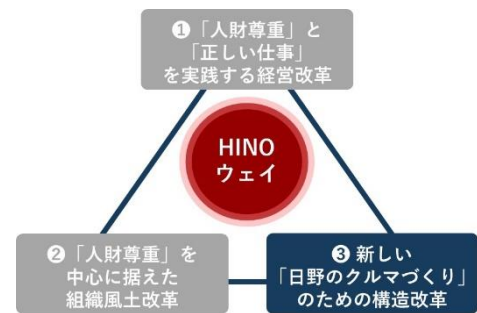 ❶「人財尊重」と
「正しい仕事」
を実践する経営改革
HINO
ウェイ
❷「人財尊重」を
中心に据えた
組織風土改革
❸ 新しい
「日野のクルマづくり」
のための構造改革